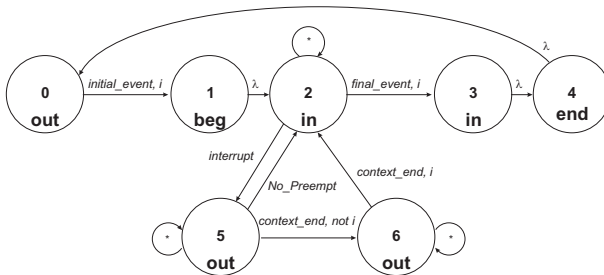 λ
λ
*
0
out
initial_event, i
1
beg
λ
2
in
final_event, i
3
in
λ
4
end
interrupt
No_Preempt
context_end, i
*
5
out
context_end, not i
6
out
*